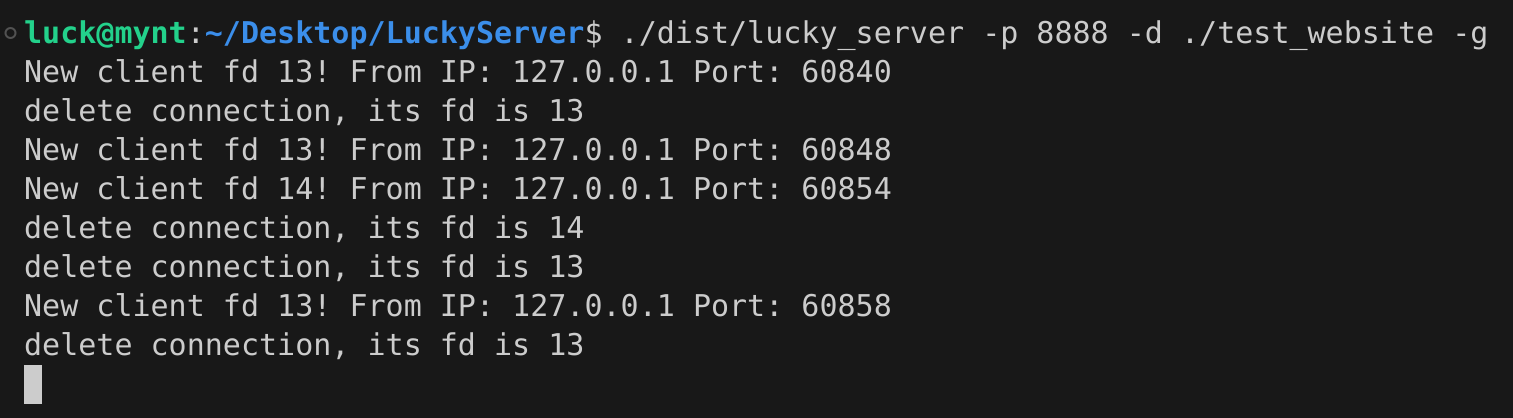 luck@mynt:~/Desktop/LuckyServer$ ./dist/lucky_server -p 8888 -d ./test_website -g
New client fd 13! From IP: 127.0.0.1 Port: 60840
delete connection, its fd is 13
New client fd 13! From IP: 127.0.0.1 Port: 60848
New client fd 14! From IP: 127.0.0.1 Port: 60854
delete connection, its fd is 14
delete connection, its fd is 13
New client fd 13! From IP: 127.0.0.1 Port: 60858
delete connection, its fd is 13